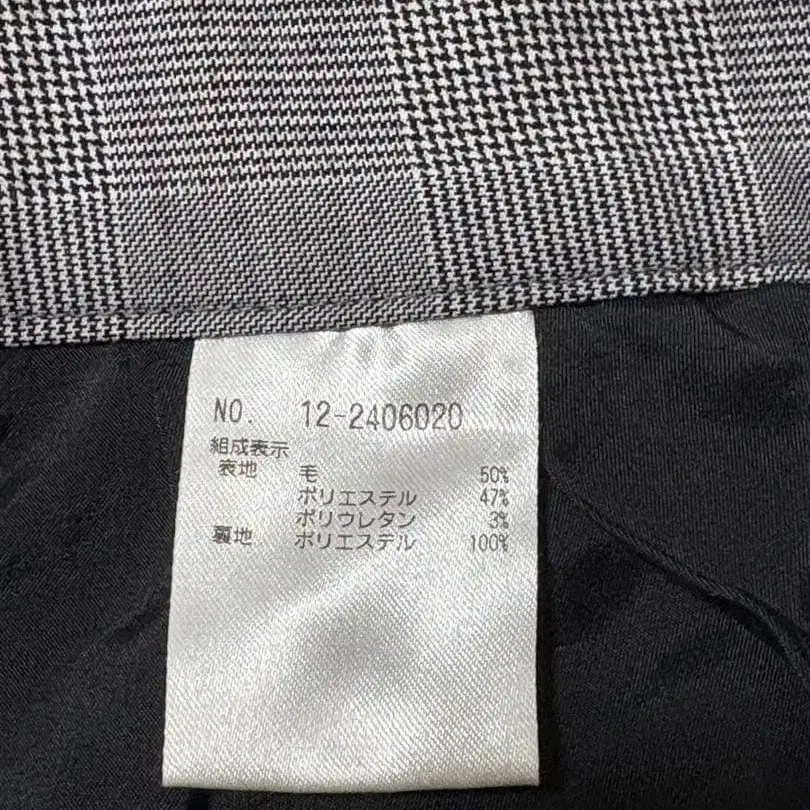 NO. 12-2406020
組成表示
表地 毛 50%
ポリエステル 47%
ポリウレタン 3%
裏地 ポリエステル 100%